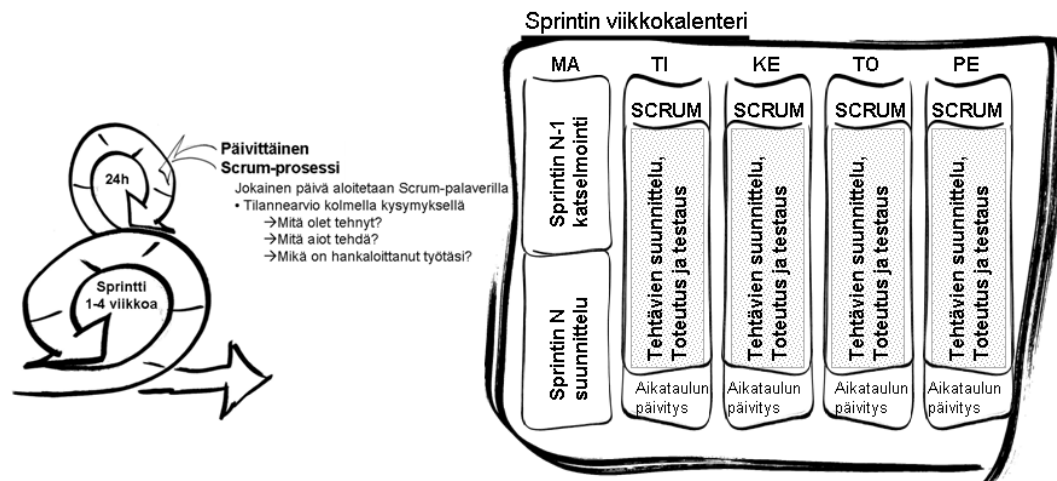 Sprintin viikkokalenteri
24h
Päivittäinen
Scrum-prosessi
Jokainen päivä aloitetaan Scrum-palaverilla
• Tilannearvio kolmella kysymyksellä
→Mitä olet tehnyt?
→Mitä aiot tehdä?
→Mikä on hankaloittanut työtäsi?
Sprintti
1-4 viikkoa
MA
Sprintin N-1
katselmointi
Sprintin N
suunnittelu
TI
SCRUM
Tehtävien suunnittelu,
Toteutus ja testaus
Aikataulun
päivitys
KE
SCRUM
Tehtävien suunnittelu,
Toteutus ja testaus
Aikataulun
päivitys
TO
SCRUM
Tehtävien suunnittelu,
Toteutus ja testaus
Aikataulun
päivitys
PE
SCRUM
Tehtävien suunnittelu,
Toteutus ja testaus
Aikataulun
päivitys